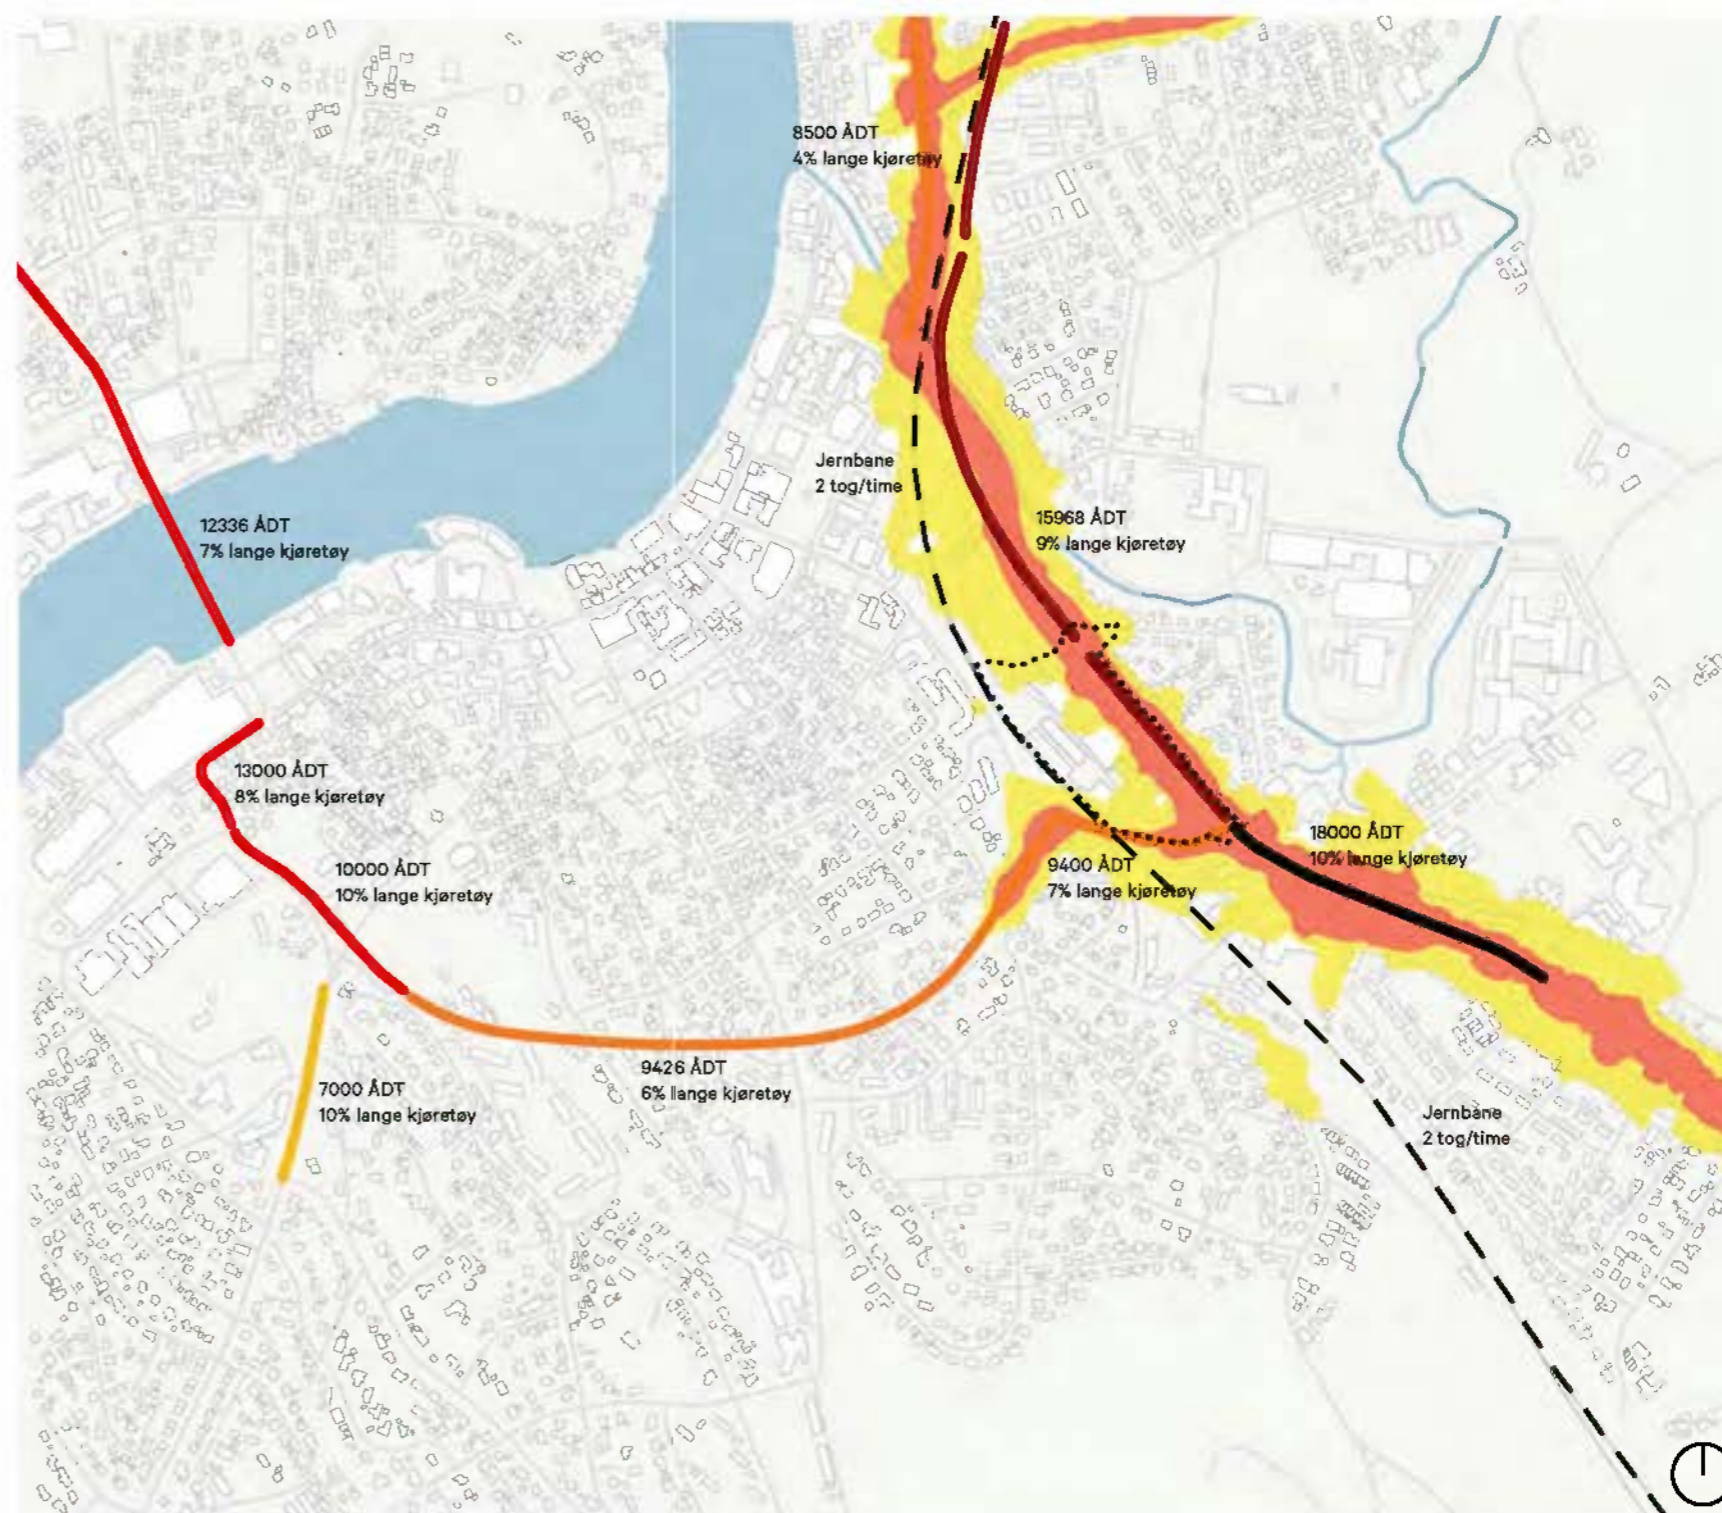 8500 ÅDT
4% lange kjøretøy
Jernbane
2 tog/time
12336 ÅDT
7% lange kjøretøy
15968 ÅDT
9% lange kjøretøy
13000 ÅDT
8% lange kjøretøy
10000 ÅDT
10% lange kjøretøy
18000 ÅDT
10% lange kjøretøy
9400 ÅDT
7% lange kjøretøy
9426 ÅDT
6% lange kjøretøy
7000 ÅDT
10% lange kjøretøy
Jernbane
2 tog/time